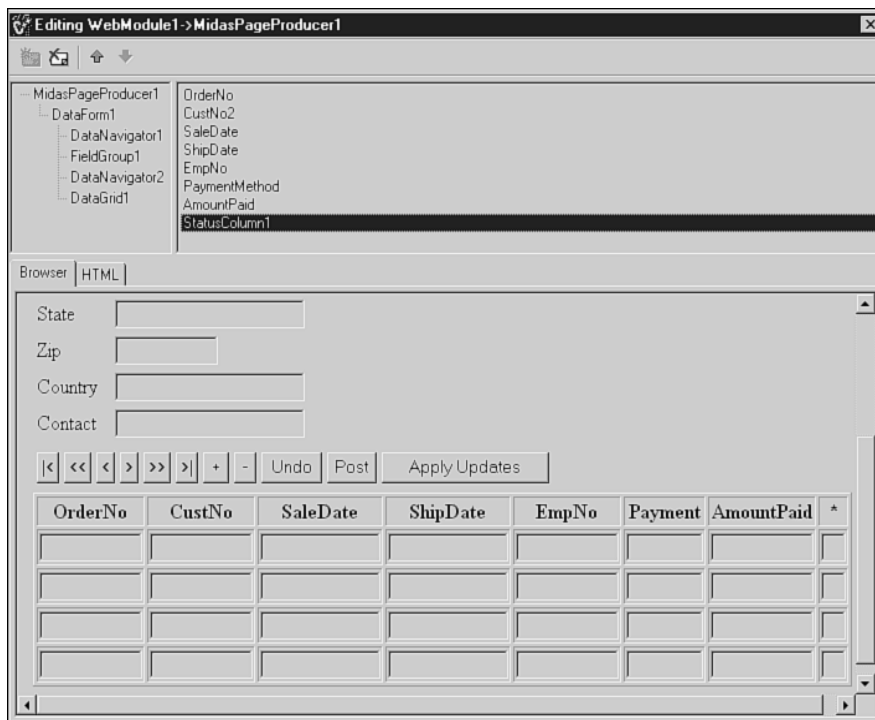 Editing WebModule1->MidasPageProducer1
MidasPageProducer1
DataForm1
DataNavigator1
FieldGroup1
DataNavigator2
DataGrid1
OrderNo
CustNo2
SaleDate
ShipDate
EmpNo
PaymentMethod
AmountPaid
StatusColumn1
Browser HTML
State
Zip
Country
Contact
|< << < > >> >| + - Undo Post Apply Updates
OrderNo CustNo SaleDate ShipDate EmpNo Payment AmountPaid *